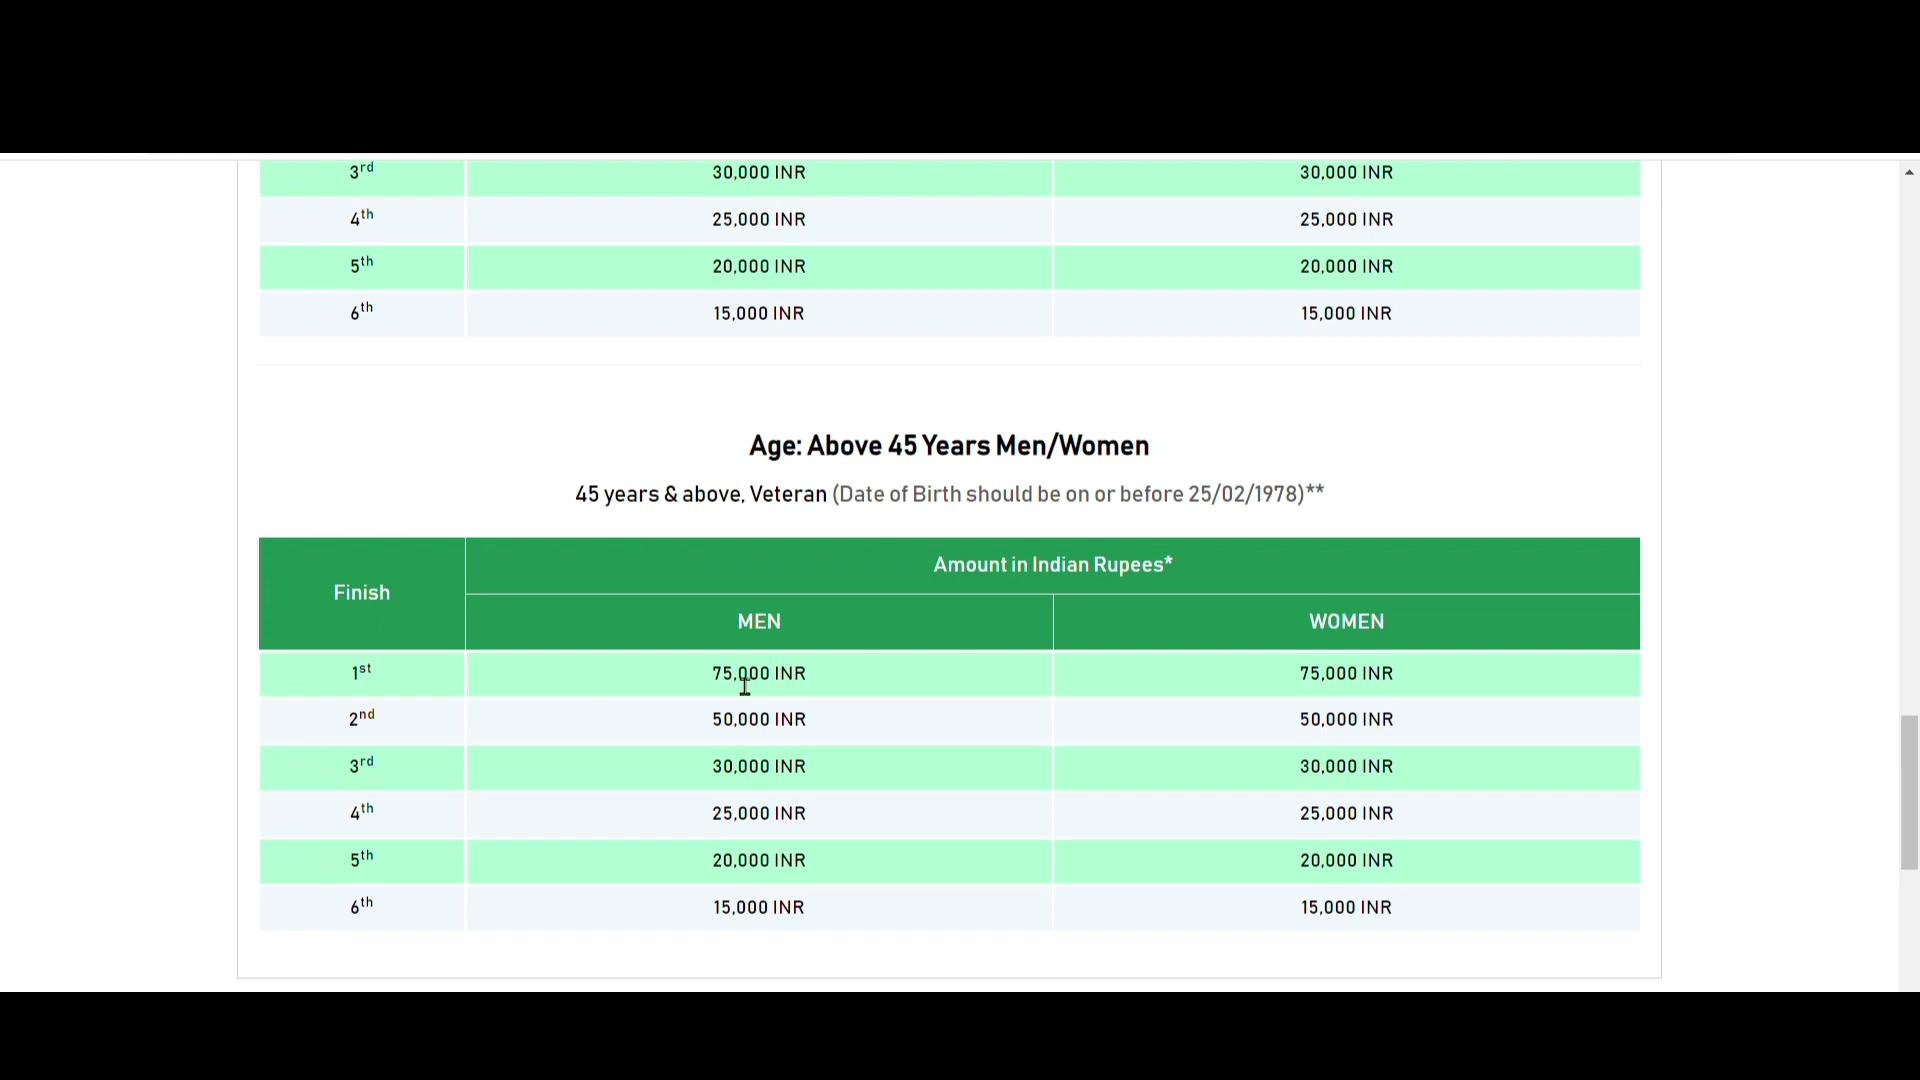 3rd 30,000 INR 30,000 INR
4th 25,000 INR 25,000 INR
5th 20,000 INR 20,000 INR
6th 15,000 INR 15,000 INR
Age: Above 45 Years Men/Women
45 years & above, Veteran (Date of Birth should be on or before 25/02/1978)**
Finish Amount in Indian Rupees*
MEN WOMEN
1st 75,000 INR 75,000 INR
2nd 50,000 INR 50,000 INR
3rd 30,000 INR 30,000 INR
4th 25,000 INR 25,000 INR
5th 20,000 INR 20,000 INR
6th 15,000 INR 15,000 INR